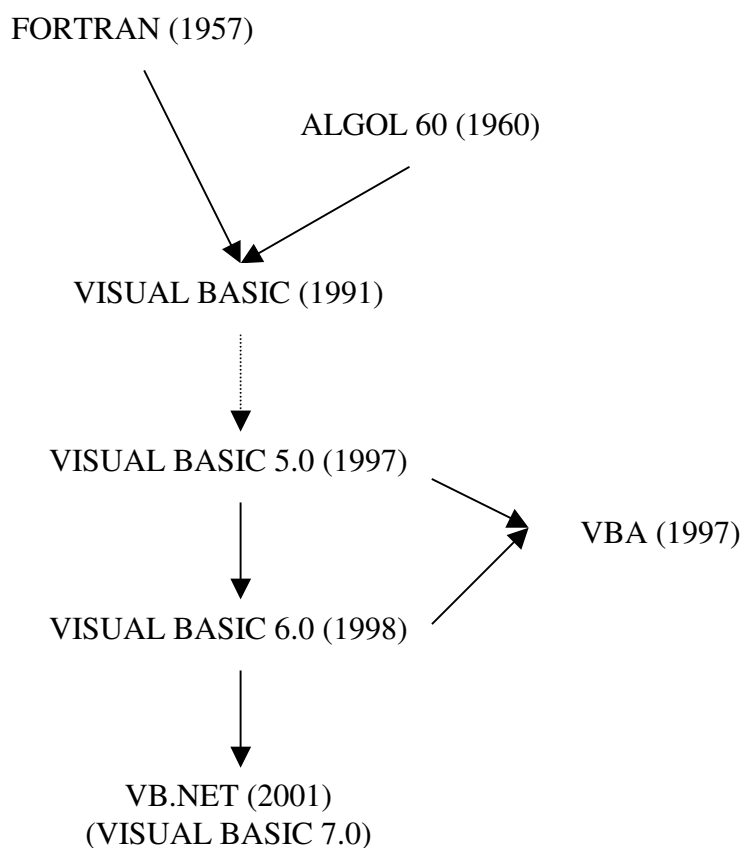 FORTRAN (1957)
ALGOL 60 (1960)
VISUAL BASIC (1991)
VISUAL BASIC 5.0 (1997)
VBA (1997)
VISUAL BASIC 6.0 (1998)
VB.NET (2001)
(VISUAL BASIC 7.0)